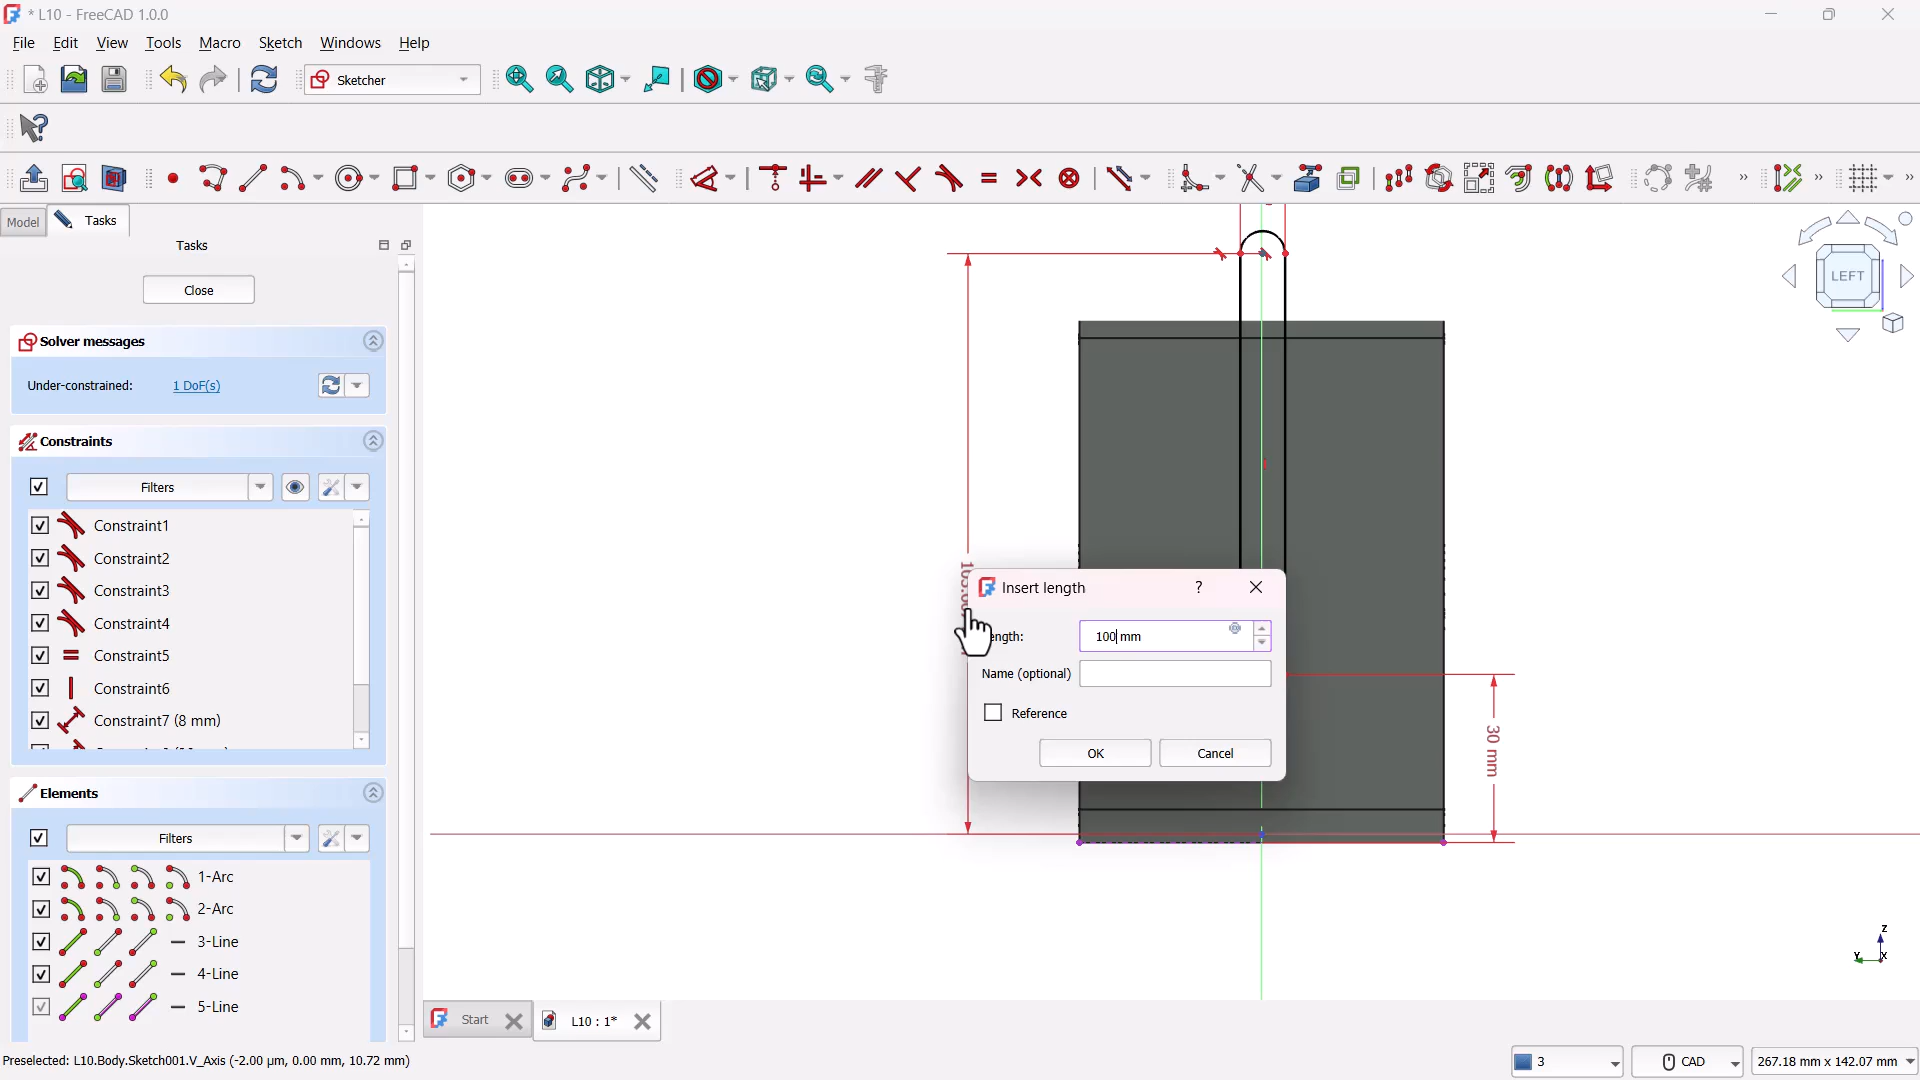 * L10 - FreeCAD 1.0.0
File Edit View Tools Macro Sketch Windows Help
Sketcher
Model Tasks
Tasks
Close
Solver messages
Under-constrained: 1 DoF(s)
Constraints
Filters
Constraint1
Constraint2
Constraint3
Constraint4
Constraint5
Constraint6
Constraint7 (8 mm)
Elements
Filters
1-Arc
2-Arc
3-Line
4-Line
5-Line
LEFT
Insert length ?
100 mm
Name (optional)
Reference
OK Cancel
30 mm
Z
Y X
Start L10 : 1*
Preselected: L10.Body.Sketch001.V_Axis (-2.00 µm, 0.00 mm, 10.72 mm)
3 CAD 267.18 mm x 142.07 mm